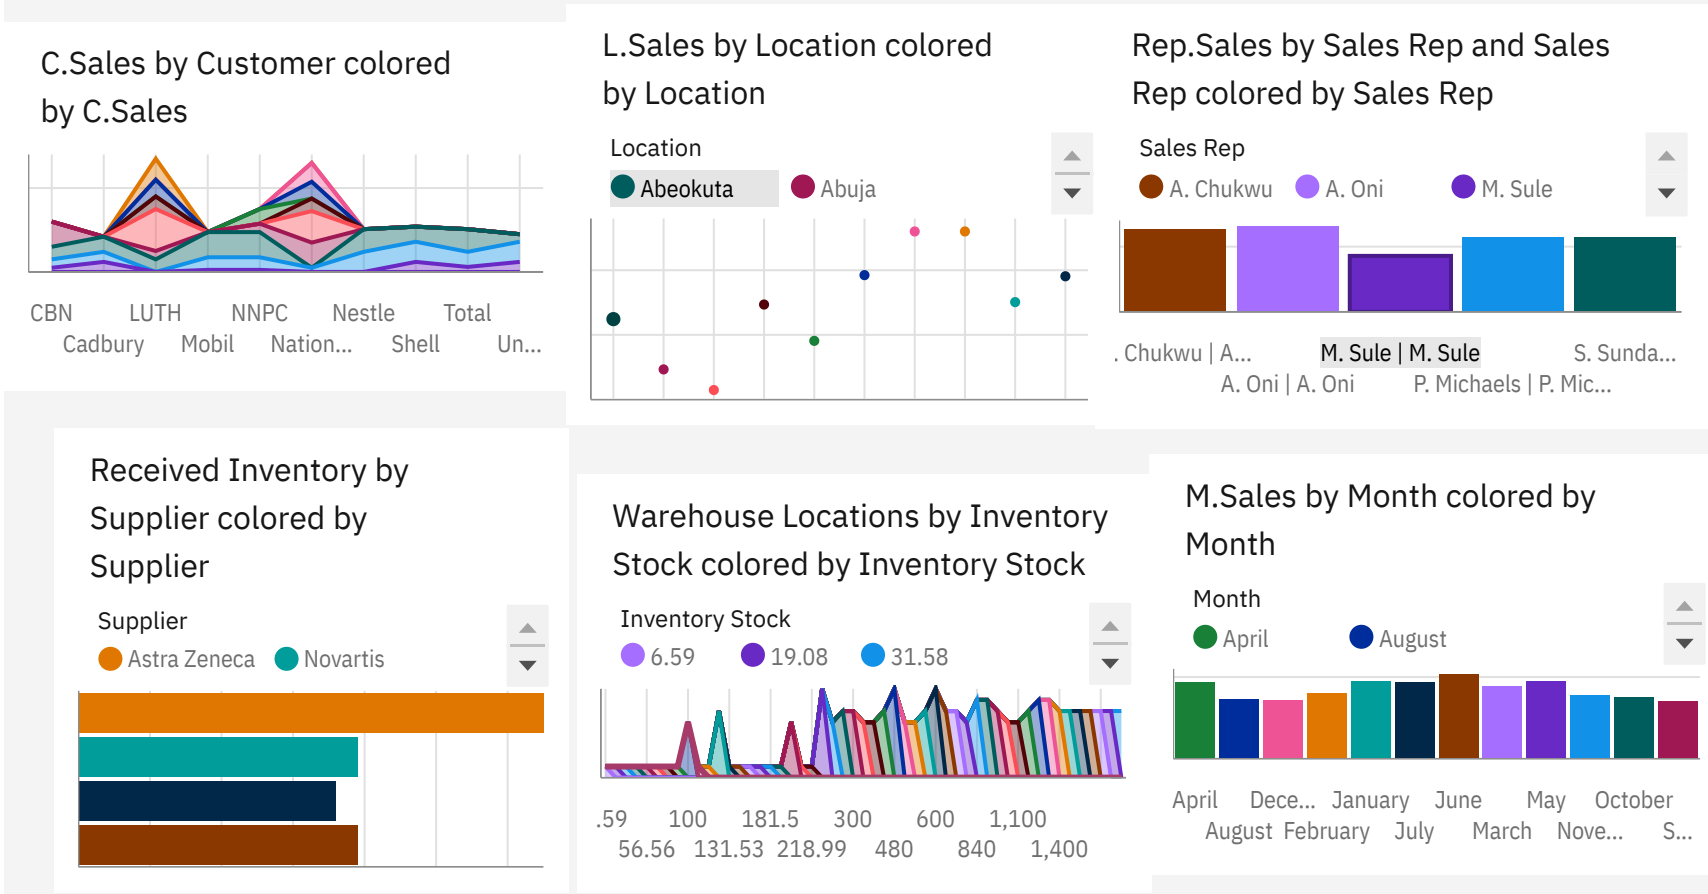 C.Sales by Customer colored
by C.Sales
CBN
LUTH
NNPC
Nestle
Total
Cadbury
Mobil
Nation...
Shell
Un...
L.Sales by Location colored
by Location
Location
Abeokuta
Abuja
Rep.Sales by Sales Rep and Sales
Rep colored by Sales Rep
Sales Rep
A. Chukwu
A. Oni
M. Sule
. Chukwu | A...
M. Sule | M. Sule
S. Sunda...
A. Oni | A. Oni
P. Michaels | P. Mic...
Received Inventory by
Supplier colored by
Supplier
Supplier
Astra Zeneca
Novartis
Warehouse Locations by Inventory
Stock colored by Inventory Stock
Inventory Stock
6.59
19.08
31.58
.59
100
181.5
300
600
1,100
56.56
131.53
218.99
480
840
1,400
M.Sales by Month colored by
Month
Month
April
August
April
Dece...
January
June
May
October
August
February
July
March
Nove...
S...